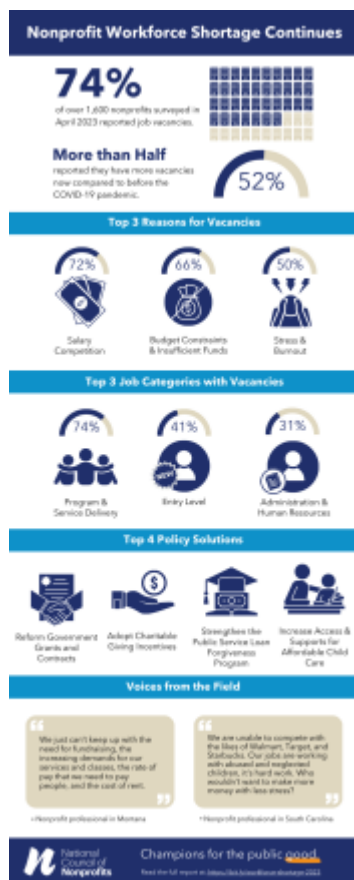 Nonprofit Workforce Shortage Continues
74%
of over 1,600 nonprofits surveyed in
April 2023 reported job vacancies.
More than Half
reported they have more vacancies
now compared to before the
COVID-19 pandemic.
52%
Top 3 Reasons for Vacancies
72%
66%
50%
Salary
Competition
Budget Constraints
& Insufficient Funds
Stress &
Burnout
Top 3 Job Categories with Vacancies
74%
41%
31%
NEW
Program &
Service Delivery
Entry Level
Administration &
Human Resources
Top 4 Policy Solutions
Reform Government
Grants and
Contracts
Adopt Charitable
Giving Incentives
Strengthen the
Public Service Loan
Forgiveness
Program
Increase Access &
Supports for
Affordable Child
Care
Voices from the Field
We just can't keep up with the
need for fundraising, the
increasing demands for our
services and classes, the rate of
pay that we need to pay
people, and the cost of rent.
- Nonprofit professional in Montana
We are unable to compete with
the likes of Walmart, Target, and
Starbucks. Our jobs are working
with abused and neglected
children, it's hard work. Who
wouldn't want to make more
money with less stress?
- Nonprofit professional in South Carolina
National
Council of
Nonprofits
Champions for the public good.
Read the full report at